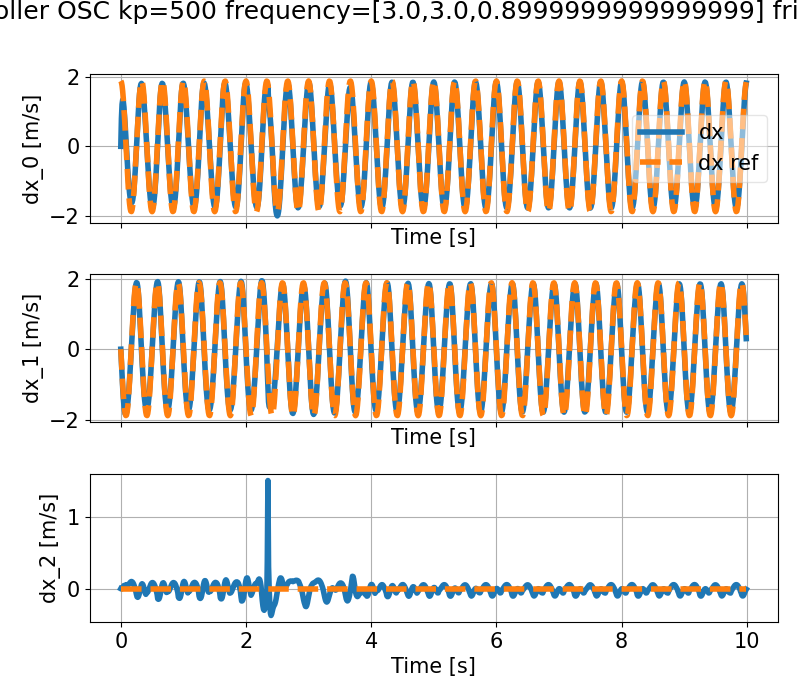 oller OSC kp=500 frequency=[3.0,3.0,0.8999999999999999] fri
2
0
−2
dx_0 [m/s]
dx
dx ref
Time [s]
2
0
−2
dx_1 [m/s]
Time [s]
1
0
dx_2 [m/s]
0 2 4 6 8 10
Time [s]